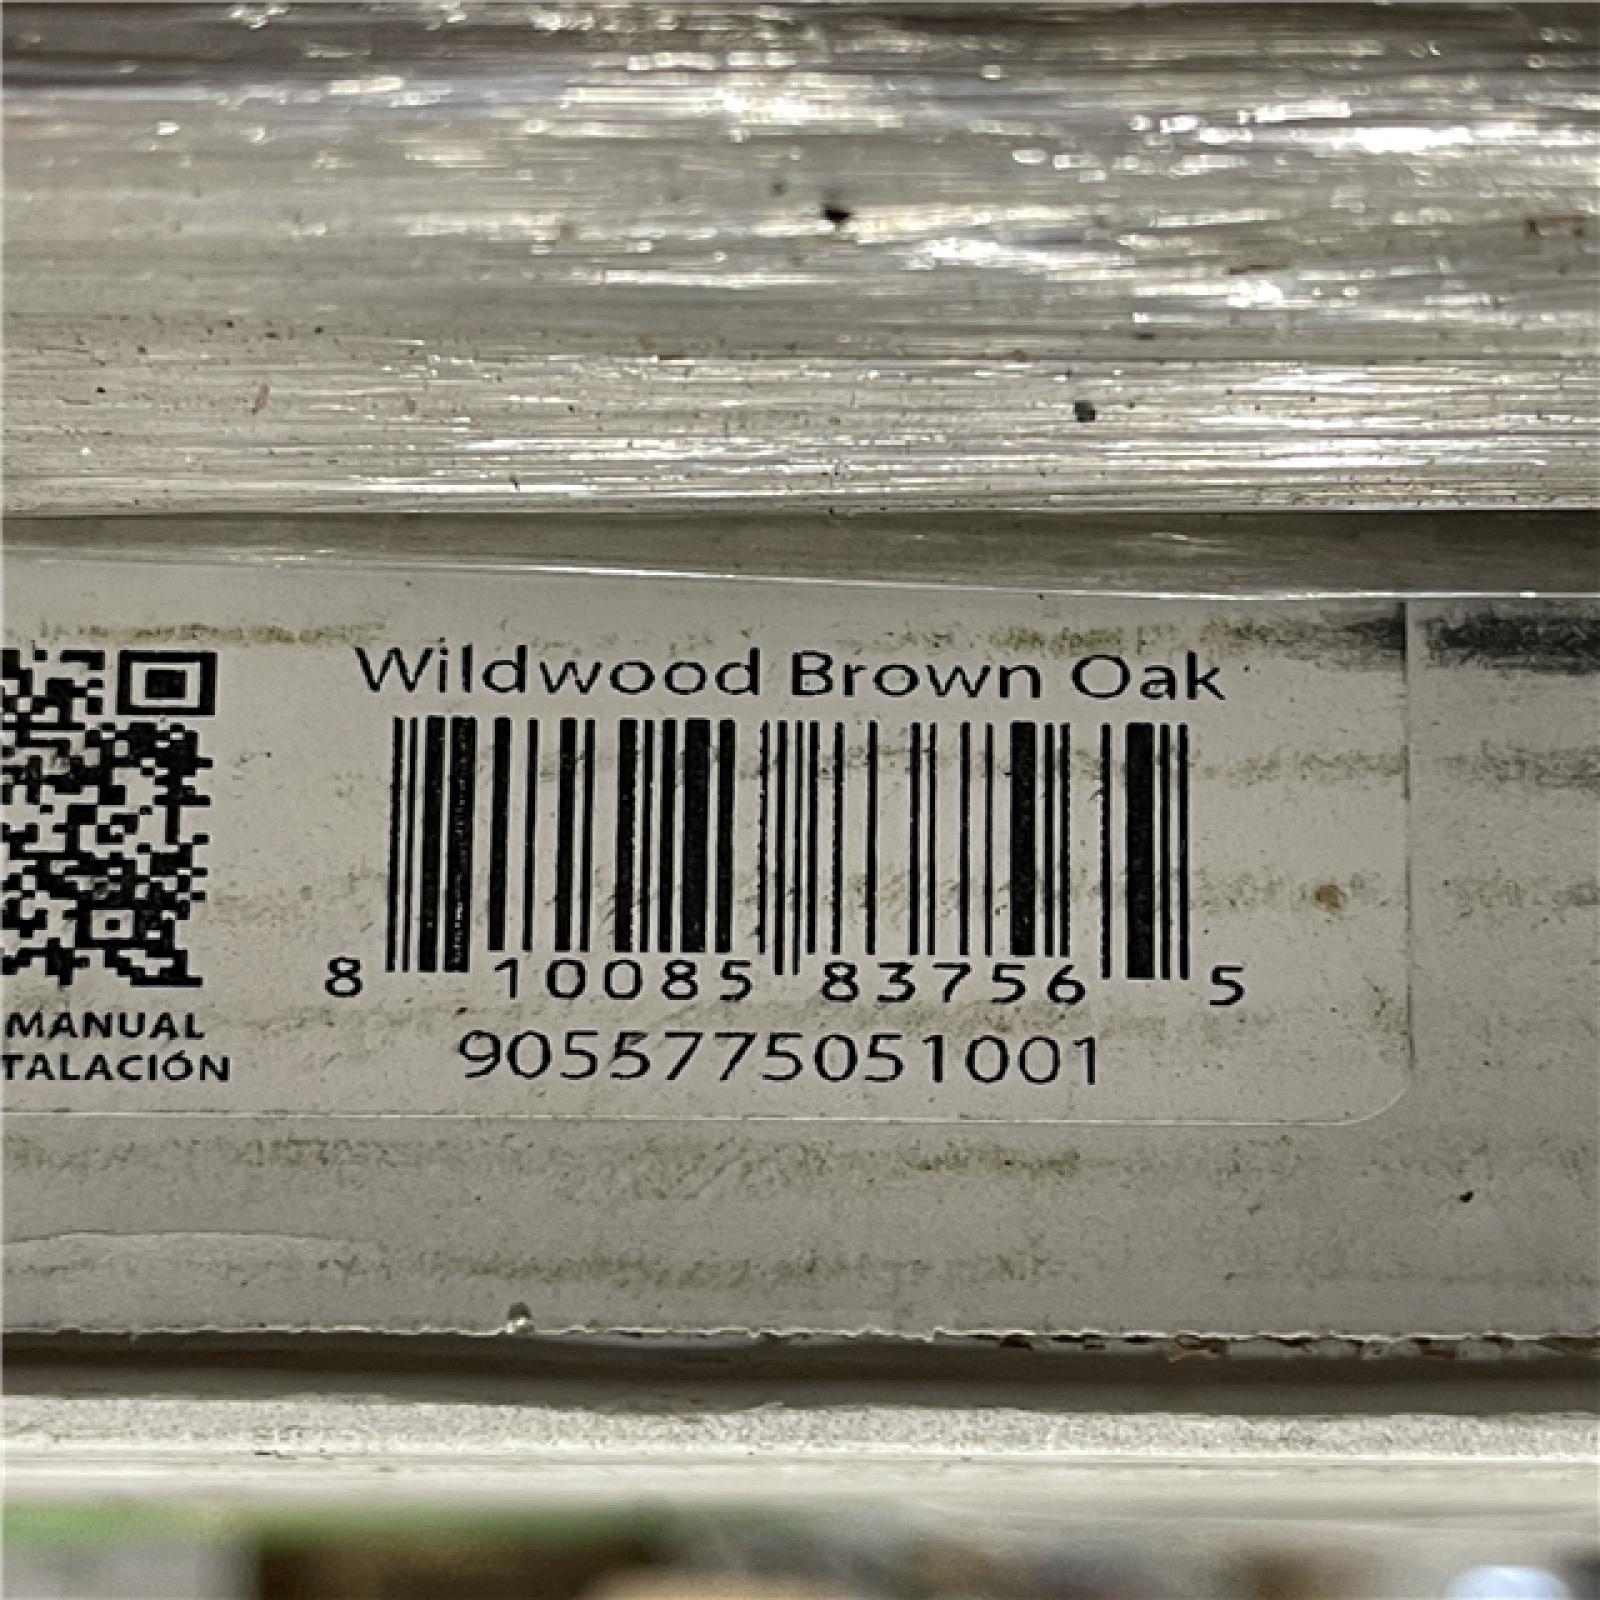 Wildwood Brown Oak
8 10085 83756 5
9055775051001
MANUAL
TALACIÓN